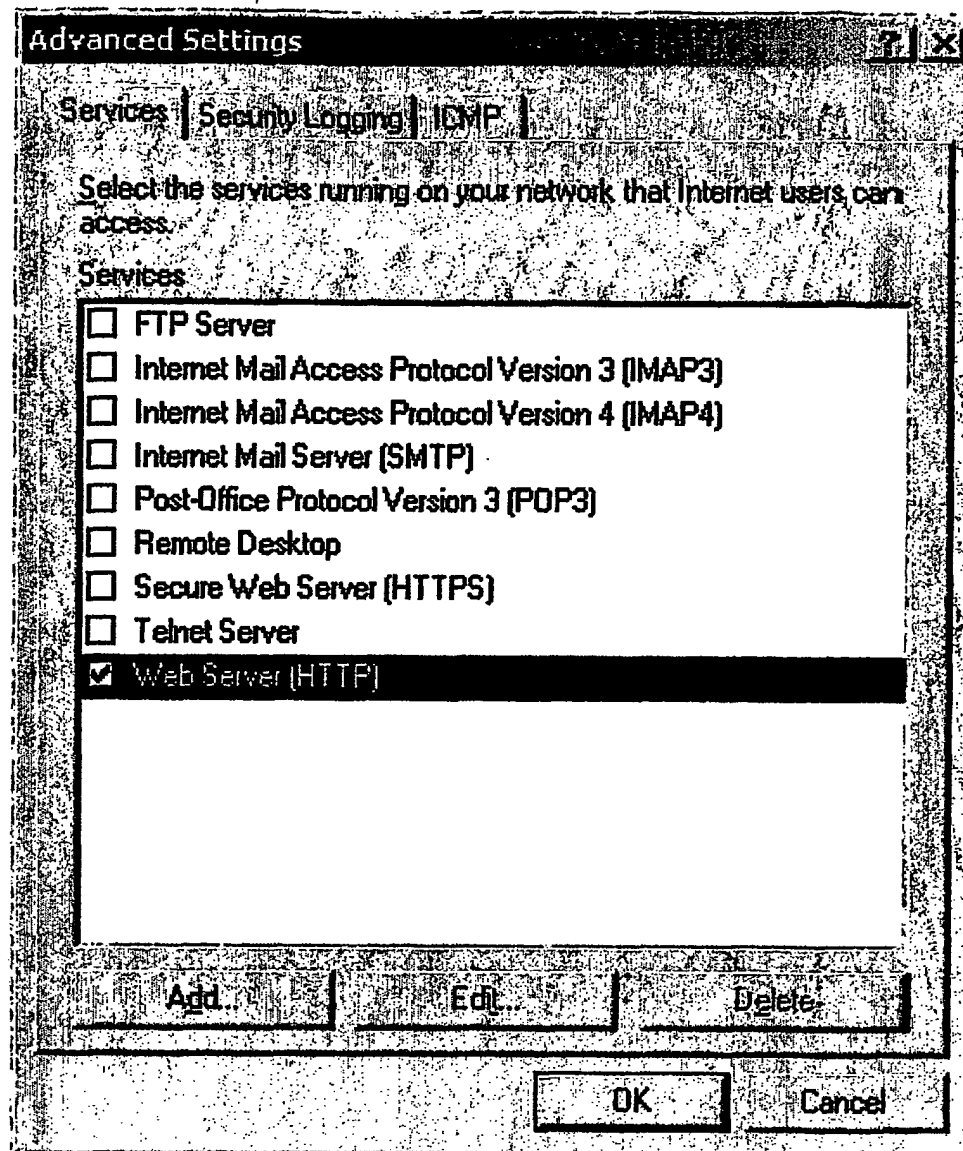 Advanced Settings
Services Security Logging ICMP
Select the services running on your network that Internet users can
access.
Services
FTP Server
Internet Mail Access Protocol Version 3 (IMAP3)
Internet Mail Access Protocol Version 4 (IMAP4)
Internet Mail Server (SMTP)
Post-Office Protocol Version 3 (POP3)
Remote Desktop
Secure Web Server (HTTPS)
Telnet Server
Web Server (HTTP)
Add... Edit... Delete
OK Cancel